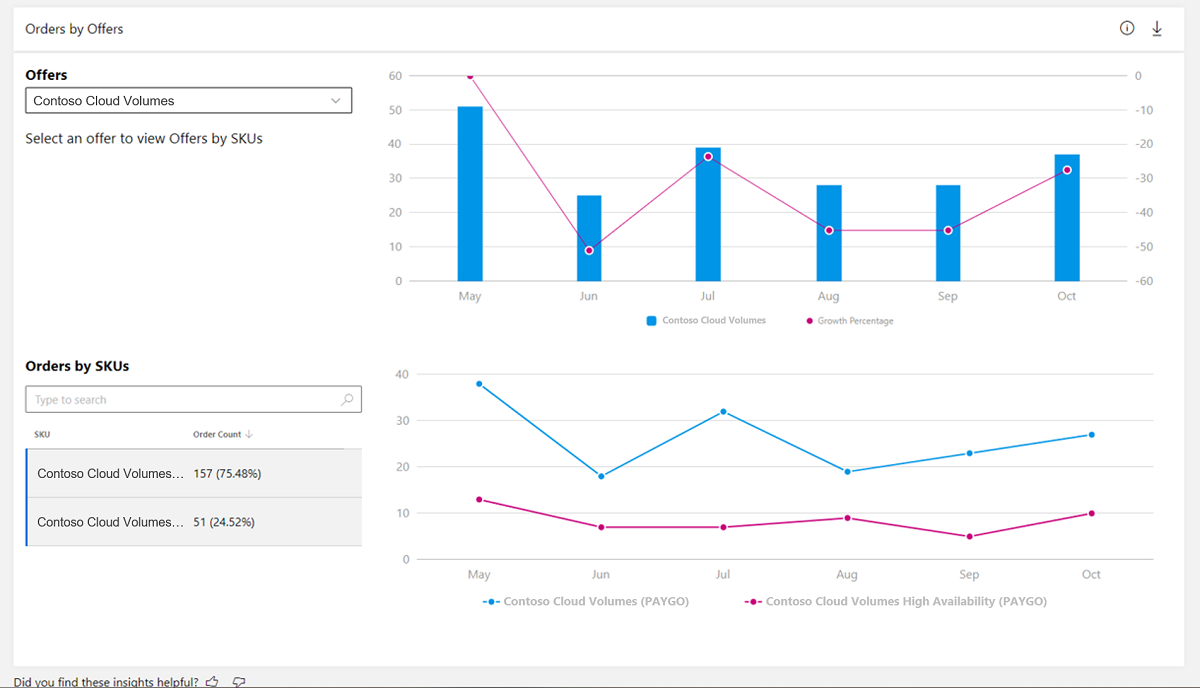 Orders by Offers
Offers
Contoso Cloud Volumes
Select an offer to view Offers by SKUs
60 0
50 -10
40 -20
30 -30
20 -40
10 -50
0 -60
May Jun Jul Aug Sep Oct
Contoso Cloud Volumes Growth Percentage
Orders by SKUs
Type to search
SKU Order Count
Contoso Cloud Volumes... 157 (75.48%)
Contoso Cloud Volumes... 51 (24.52%)
40
30
20
10
0
May Jun Jul Aug Sep Oct
Contoso Cloud Volumes (PAYGO) Contoso Cloud Volumes High Availability (PAYGO)
Did you find these insights helpful?